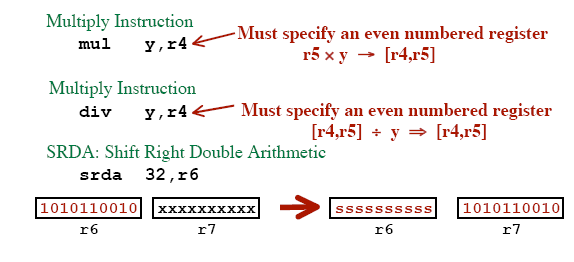 Multiply Instruction
mul y,r4
Must specify an even numbered register
r5 × y → [r4,r5]
Multiply Instruction
div y,r4
Must specify an even numbered register
[r4,r5] ÷ y ⇒ [r4,r5]
SRDA: Shift Right Double Arithmetic
srda 32,r6
1010110010 xxxxxxxxxx ssssssssss 1010110010
r6 r7 r6 r7